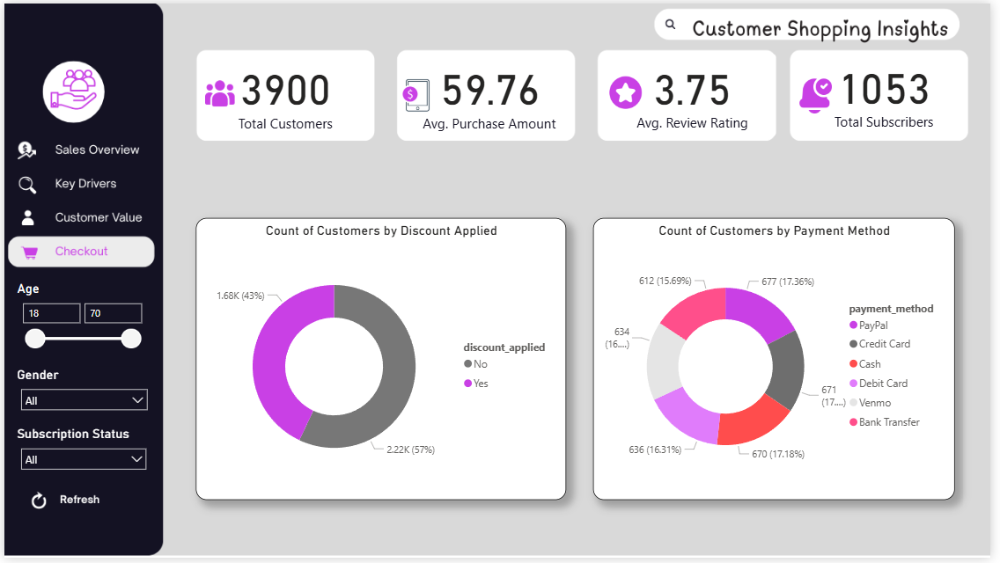 Customer Shopping Insights
3900
Total Customers
$
59.76
Avg. Purchase Amount
3.75
Avg. Review Rating
1053
Total Subscribers
$
Sales Overview
Key Drivers
Customer Value
Checkout
Age
18 70
Gender
All
Subscription Status
All
Refresh
Count of Customers by Discount Applied
1.68K (43%)
2.22K (57%)
discount_applied
No
Yes
Count of Customers by Payment Method
612 (15.69%)
677 (17.36%)
634
(16....)
671
(17....)
636 (16.31%)
670 (17.18%)
payment_method
PayPal
Credit Card
Cash
Debit Card
Venmo
Bank Transfer